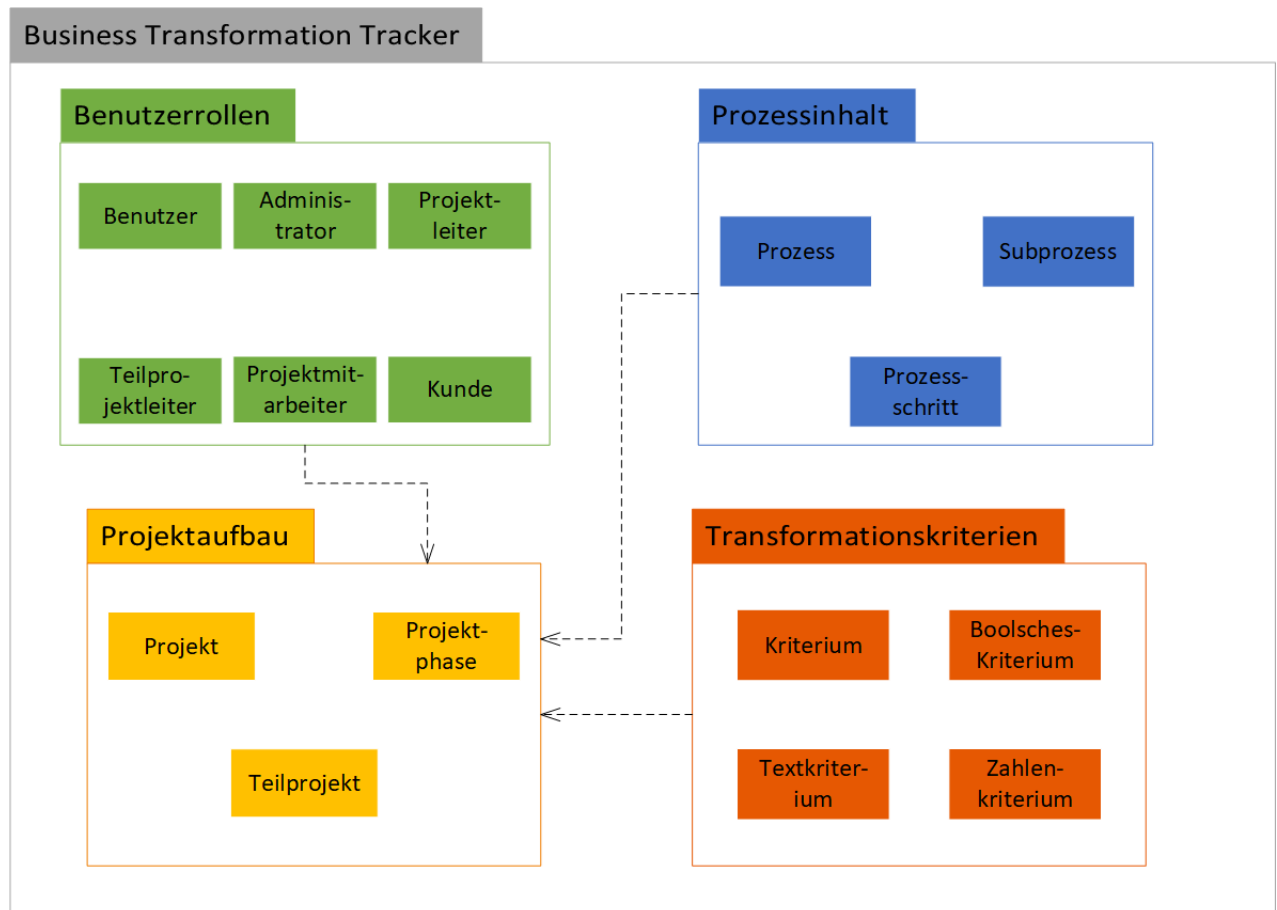 Business Transformation Tracker
Benutzerrollen
Benutzer
Adminis-
trator
Projekt-
leiter
Teilpro-
jektleiter
Projektmit-
arbeiter
Kunde
Prozessinhalt
Prozess
Subprozess
Prozess-
schritt
Projektaufbau
Projekt
Projekt-
phase
Teilprojekt
Transformationskriterien
Kriterium
Boolsches-
Kriterium
Textkriter-
ium
Zahlen-
kriterium